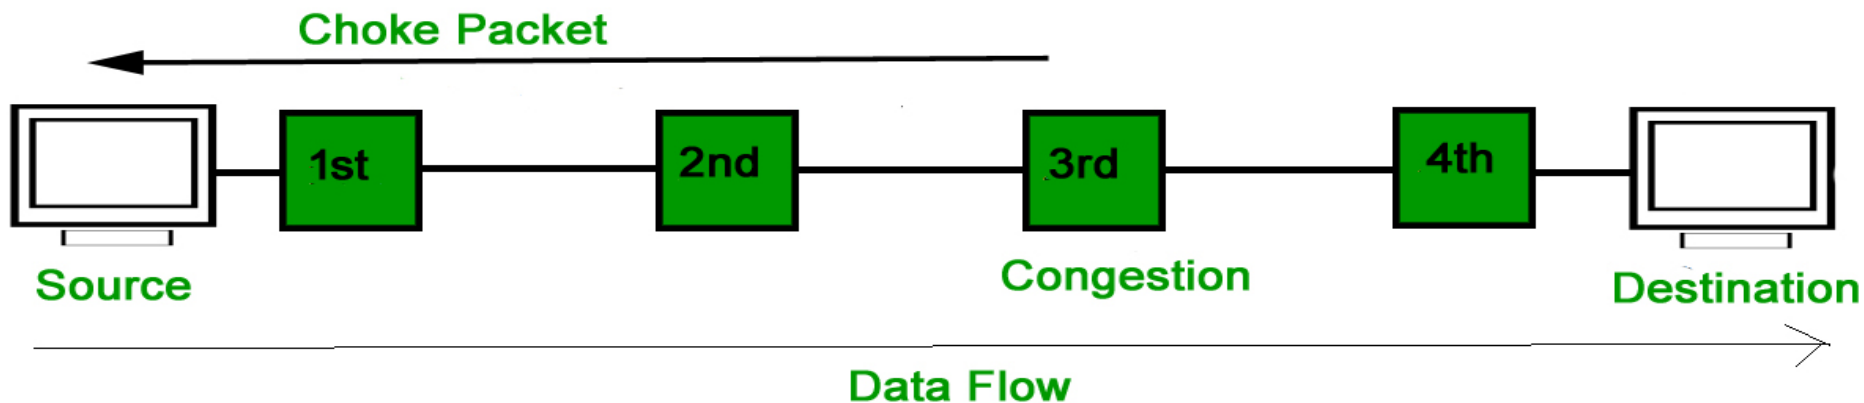 Choke Packet
1st
2nd
3rd
4th
Source
Congestion
Destination
Data Flow